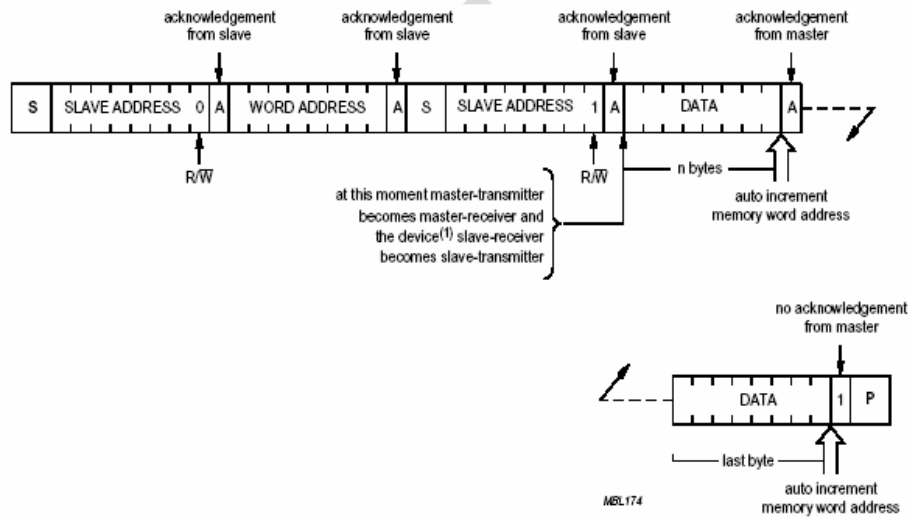 acknowledgement from slave
acknowledgement from slave
acknowledgement from slave
acknowledgement from master
S SLAVE ADDRESS 0 A WORD ADDRESS A S SLAVE ADDRESS 1 A DATA A
R/W̅
R/W̅
n bytes
at this moment master-transmitter
becomes master-receiver and
the device(1) slave-receiver
becomes slave-transmitter
auto increment
memory word address
no acknowledgement
from master
DATA 1 P
last byte
auto increment
memory word address
MBL174